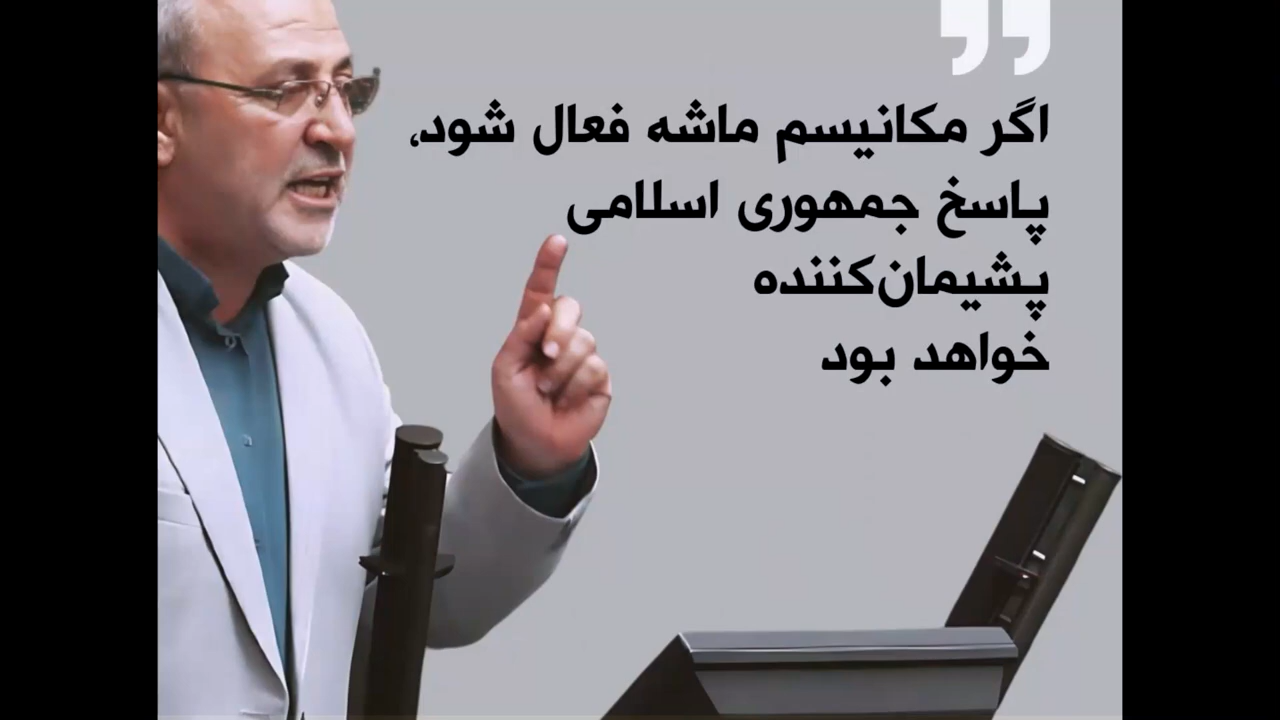 اگر مکانیسم ماشه فعال شود،
پاسخ جمهوری اسلامی
پشیمان‌کننده
خواهد بود